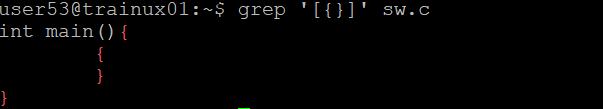 user53@trainux01:~$ grep '[{}]' sw.c
int main(){
        {
        }
}